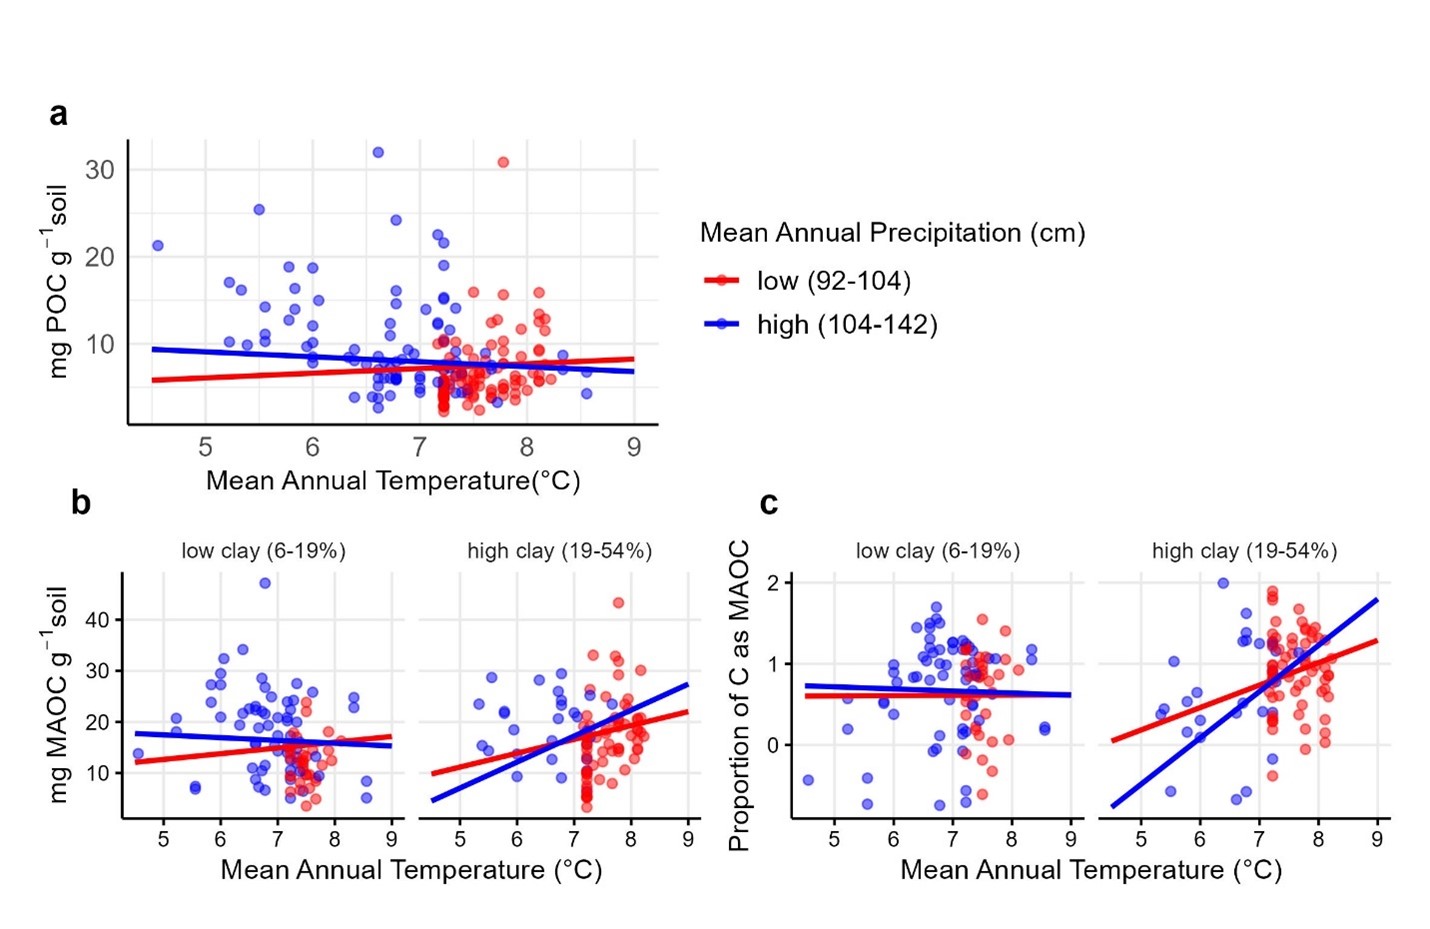 a
30
20
10
mg POC g⁻¹soil
5 6 7 8 9
Mean Annual Temperature(°C)
Mean Annual Precipitation (cm)
low (92-104)
high (104-142)
b
low clay (6-19%) high clay (19-54%)
40
30
20
10
mg MAOC g⁻¹soil
5 6 7 8 9 5 6 7 8 9
Mean Annual Temperature (°C)
c
low clay (6-19%) high clay (19-54%)
2
1
0
Proportion of C as MAOC
5 6 7 8 9 5 6 7 8 9
Mean Annual Temperature (°C)